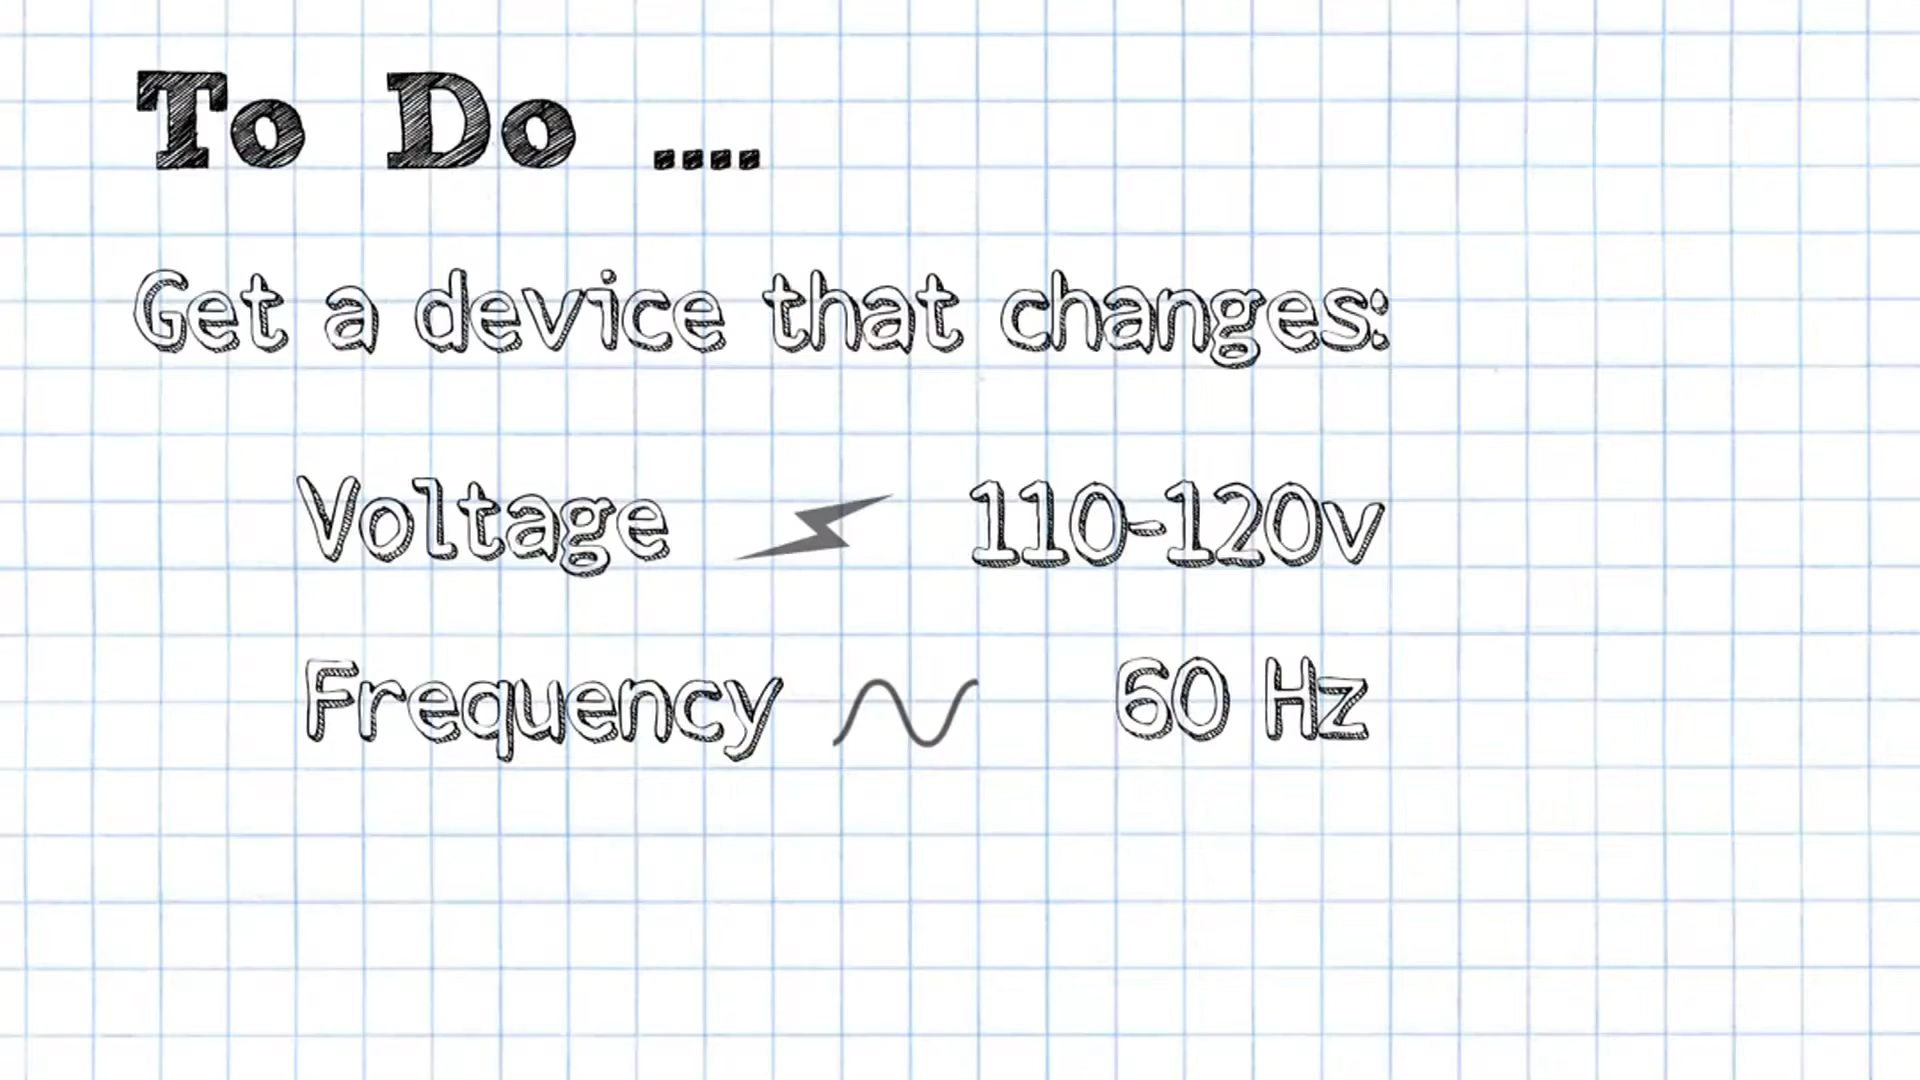 To Do ....
Get a device that changes:
Voltage 110-120v
Frequency 60 Hz